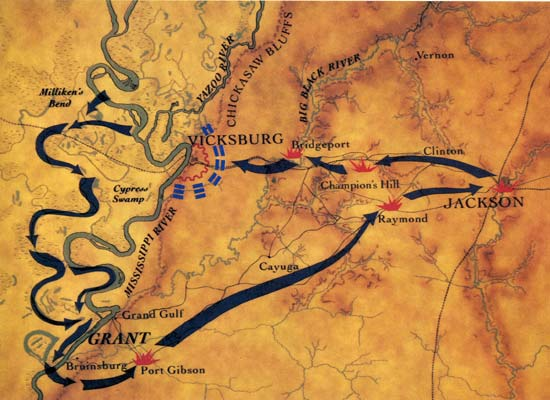 YAZOO RIVER
CHICKASAW BLUFFS
BIG BLACK RIVER
Vernon
Milliken's
Bend
VICKSBURG
Bridgeport
Clinton
Cypress
Swamp
Champion's Hill
JACKSON
Raymond
MISSISSIPPI RIVER
Cayuga
Grand Gulf
GRANT
Bruinsburg
Port Gibson